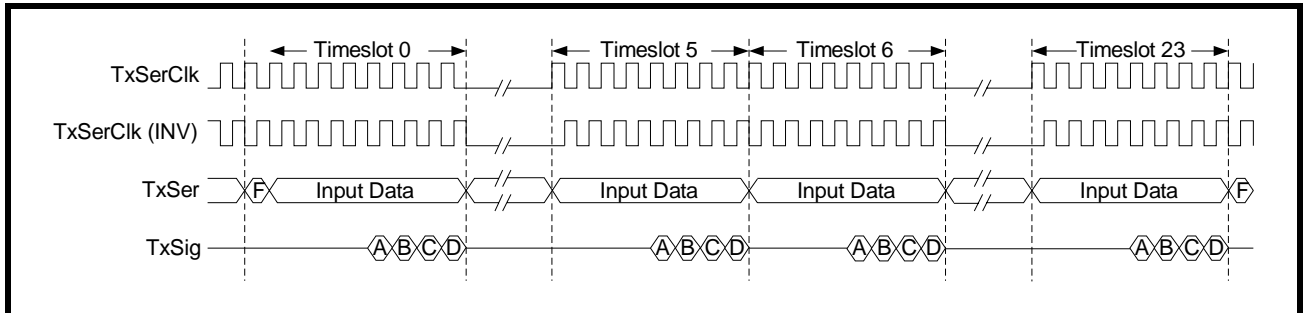 Timeslot 0 Timeslot 5 Timeslot 6 Timeslot 23
TxSerClk
TxSerClk (INV)
TxSer F Input Data Input Data Input Data Input Data F
TxSig A B C D A B C D A B C D A B C D